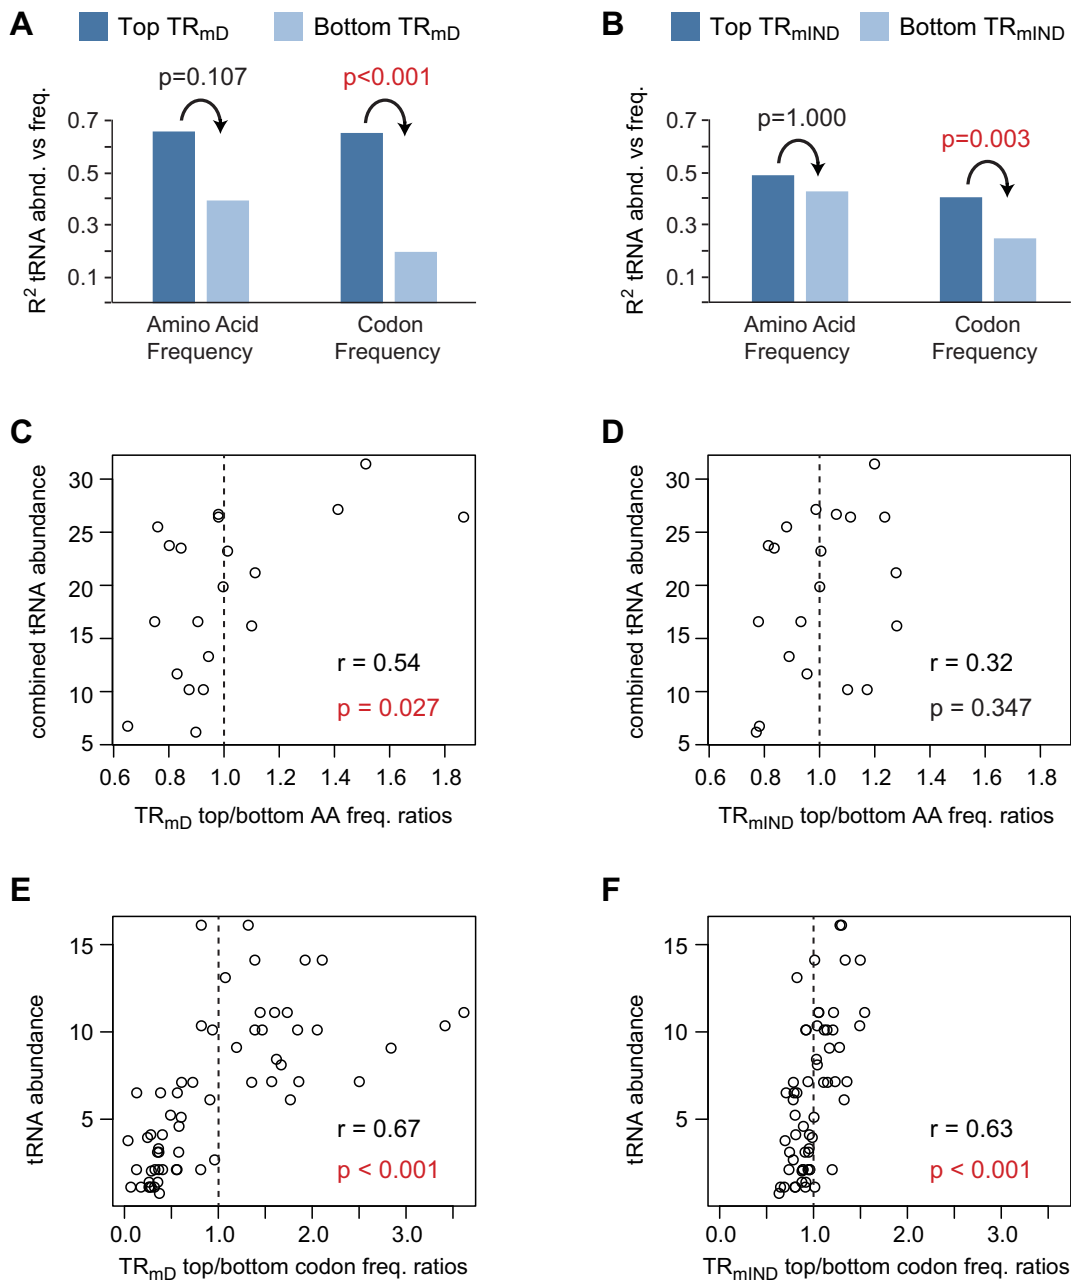 A
Top TRmD
Bottom TRmD
p=0.107
p<0.001
R2 tRNA abnd. vs freq.
0.7
0.5
0.3
0.1
Amino Acid
Frequency
Codon
Frequency
B
Top TRmIND
Bottom TRmIND
p=1.000
p=0.003
R2 tRNA abnd. vs freq.
0.7
0.5
0.3
0.1
Amino Acid
Frequency
Codon
Frequency
C
combined tRNA abundance
30
25
20
15
10
5
r = 0.54
p = 0.027
0.6 0.8 1.0 1.2 1.4 1.6 1.8
TRmD top/bottom AA freq. ratios
D
combined tRNA abundance
30
25
20
15
10
5
r = 0.32
p = 0.347
0.6 0.8 1.0 1.2 1.4 1.6 1.8
TRmIND top/bottom AA freq. ratios
E
tRNA abundance
15
10
5
r = 0.67
p < 0.001
0.0 1.0 2.0 3.0
TRmD top/bottom codon freq. ratios
F
tRNA abundance
15
10
5
r = 0.63
p < 0.001
0.0 1.0 2.0 3.0
TRmIND top/bottom codon freq. ratios